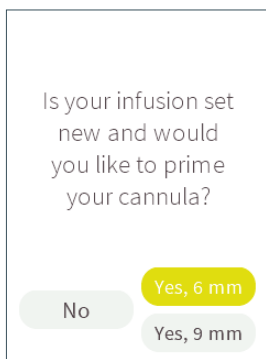 Is your infusion set
new and would
you like to prime
your cannula?
Yes, 6 mm
No
Yes, 9 mm